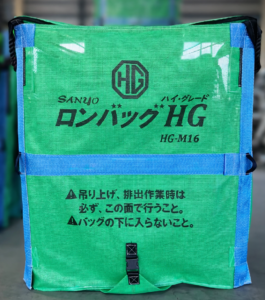 HG
SANYO
ハイ・グレード
ロンバッグHG
HG-M16
⚠吊り上げ、排出作業時は
必ず、この面で行うこと。
⚠バッグの下に入らないこと。